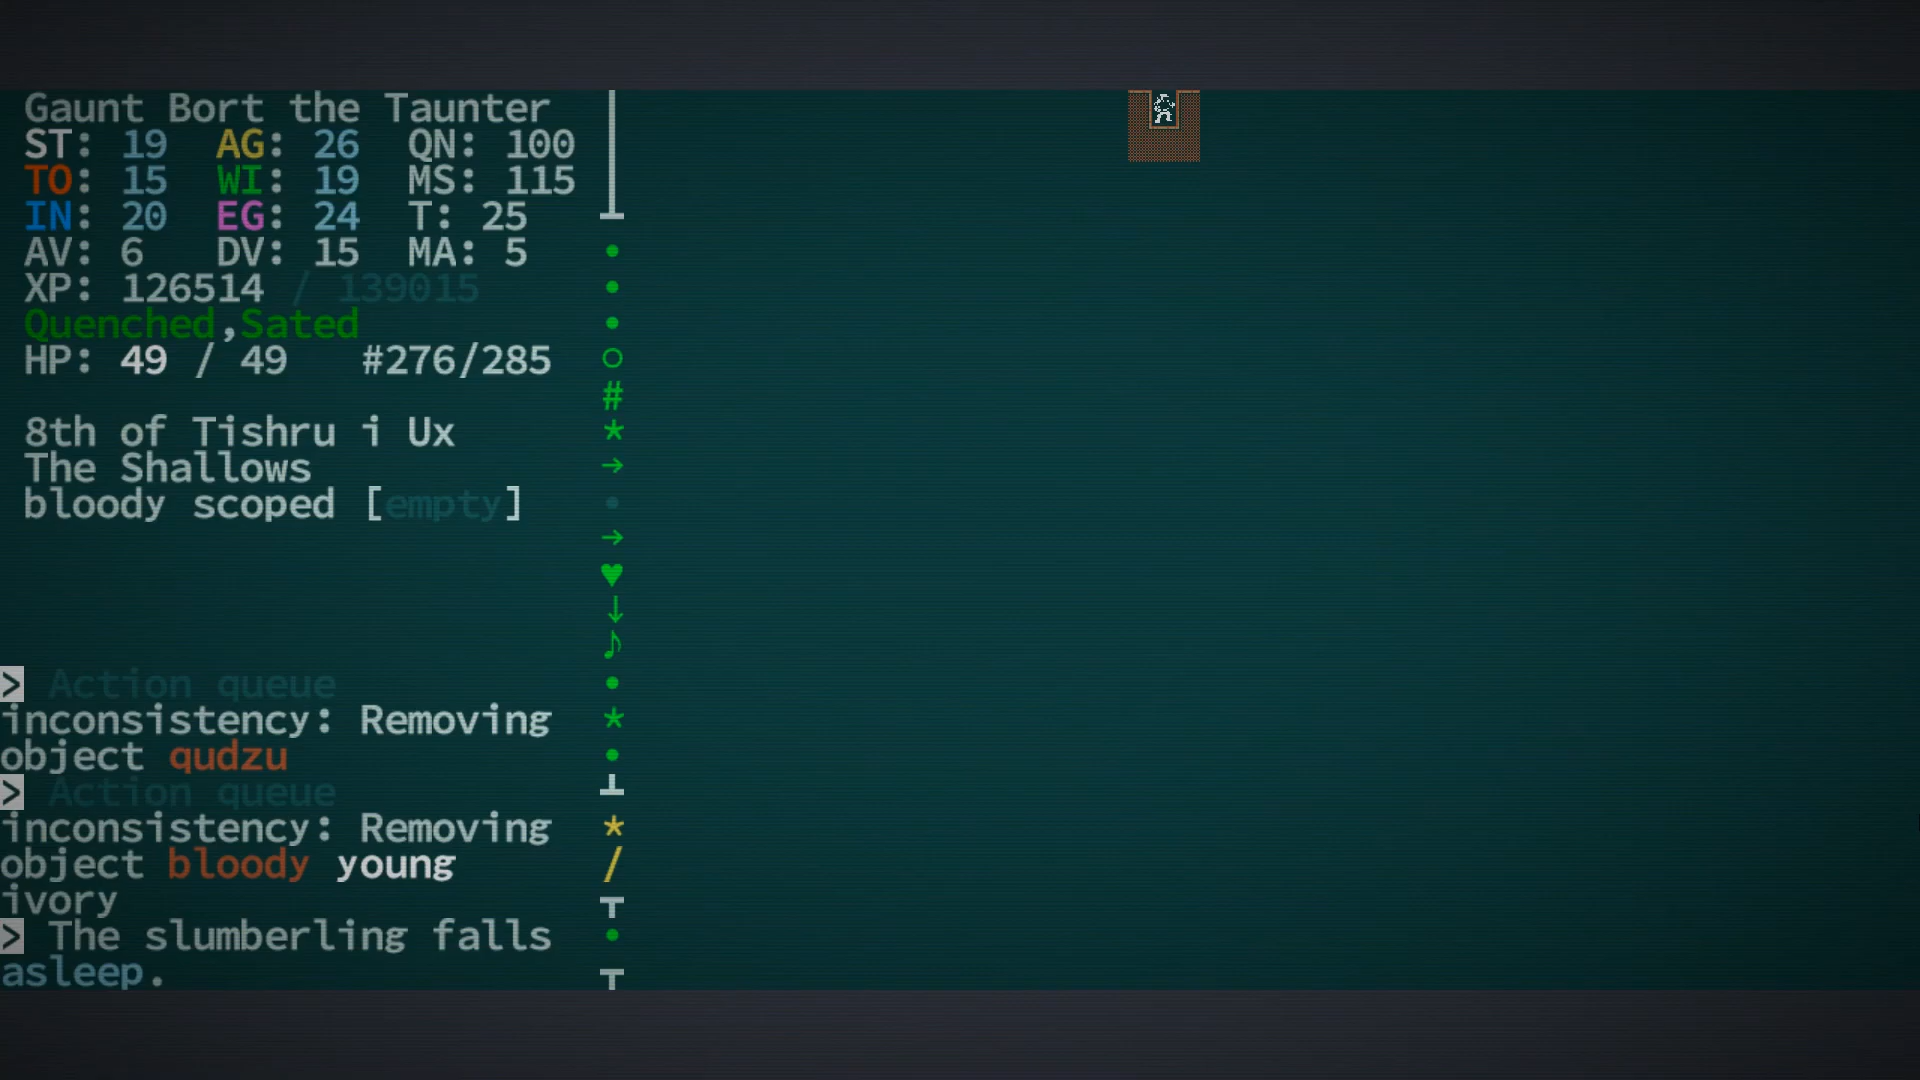 Gaunt Bort the Taunter
ST: 19 AG: 26 QN: 100
TO: 15 WI: 19 MS: 115
IN: 20 EG: 24 T: 25
AV: 6 DV: 15 MA: 5
XP: 126514 / 139015
Quenched,Sated
HP: 49 / 49 #276/285
8th of Tishru i Ux
The Shallows
bloody scoped [empty]
> Action queue
inconsistency: Removing
object qudzu
> Action queue
inconsistency: Removing
object bloody young
ivory
> The slumberling falls
asleep.